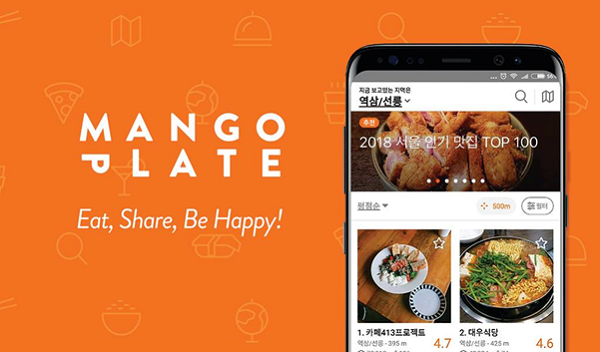 MANGO
PLATE
Eat, Share, Be Happy!
지금 보고있는 지역은
역삼/선릉
추천
2018 서울 인기 맛집 TOP 100
평점순
500m
필터
1. 카페413프로젝트
역삼/선릉 - 395 m
4.7
2. 대우식당
역삼/선릉 - 425 m
4.6